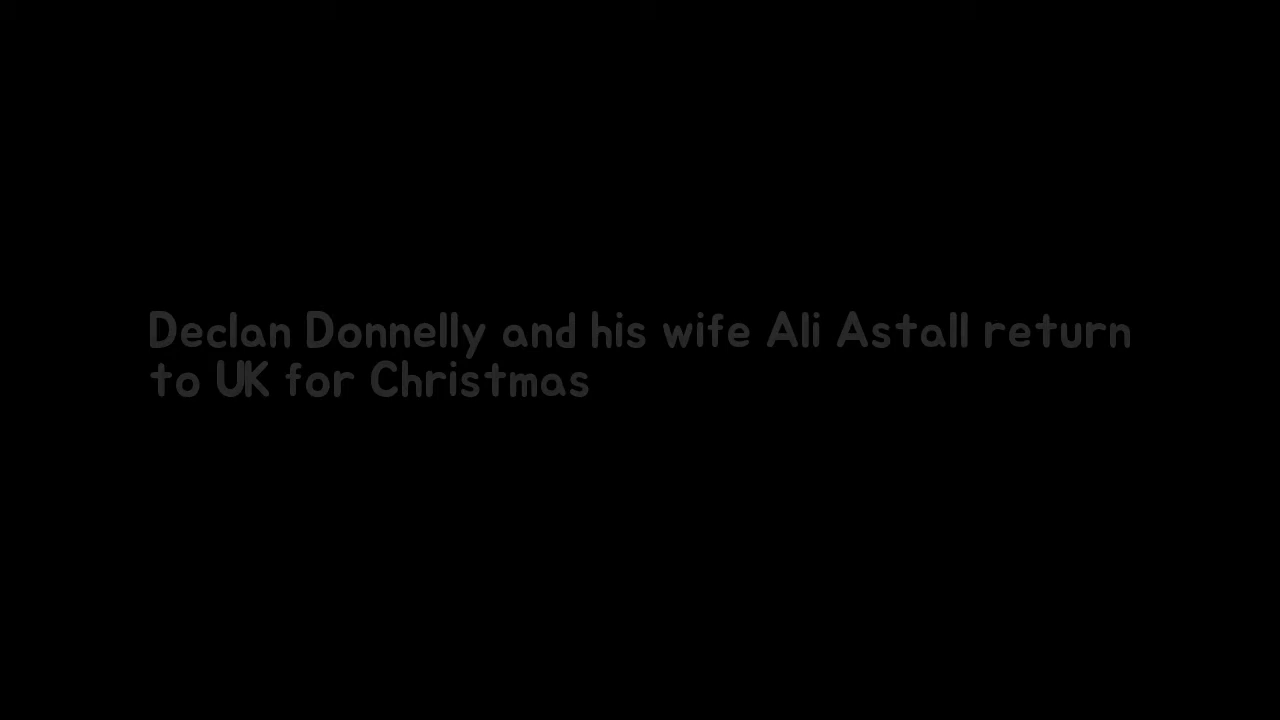 Declan Donnelly and his wife Ali Astall return
to UK for Christmas